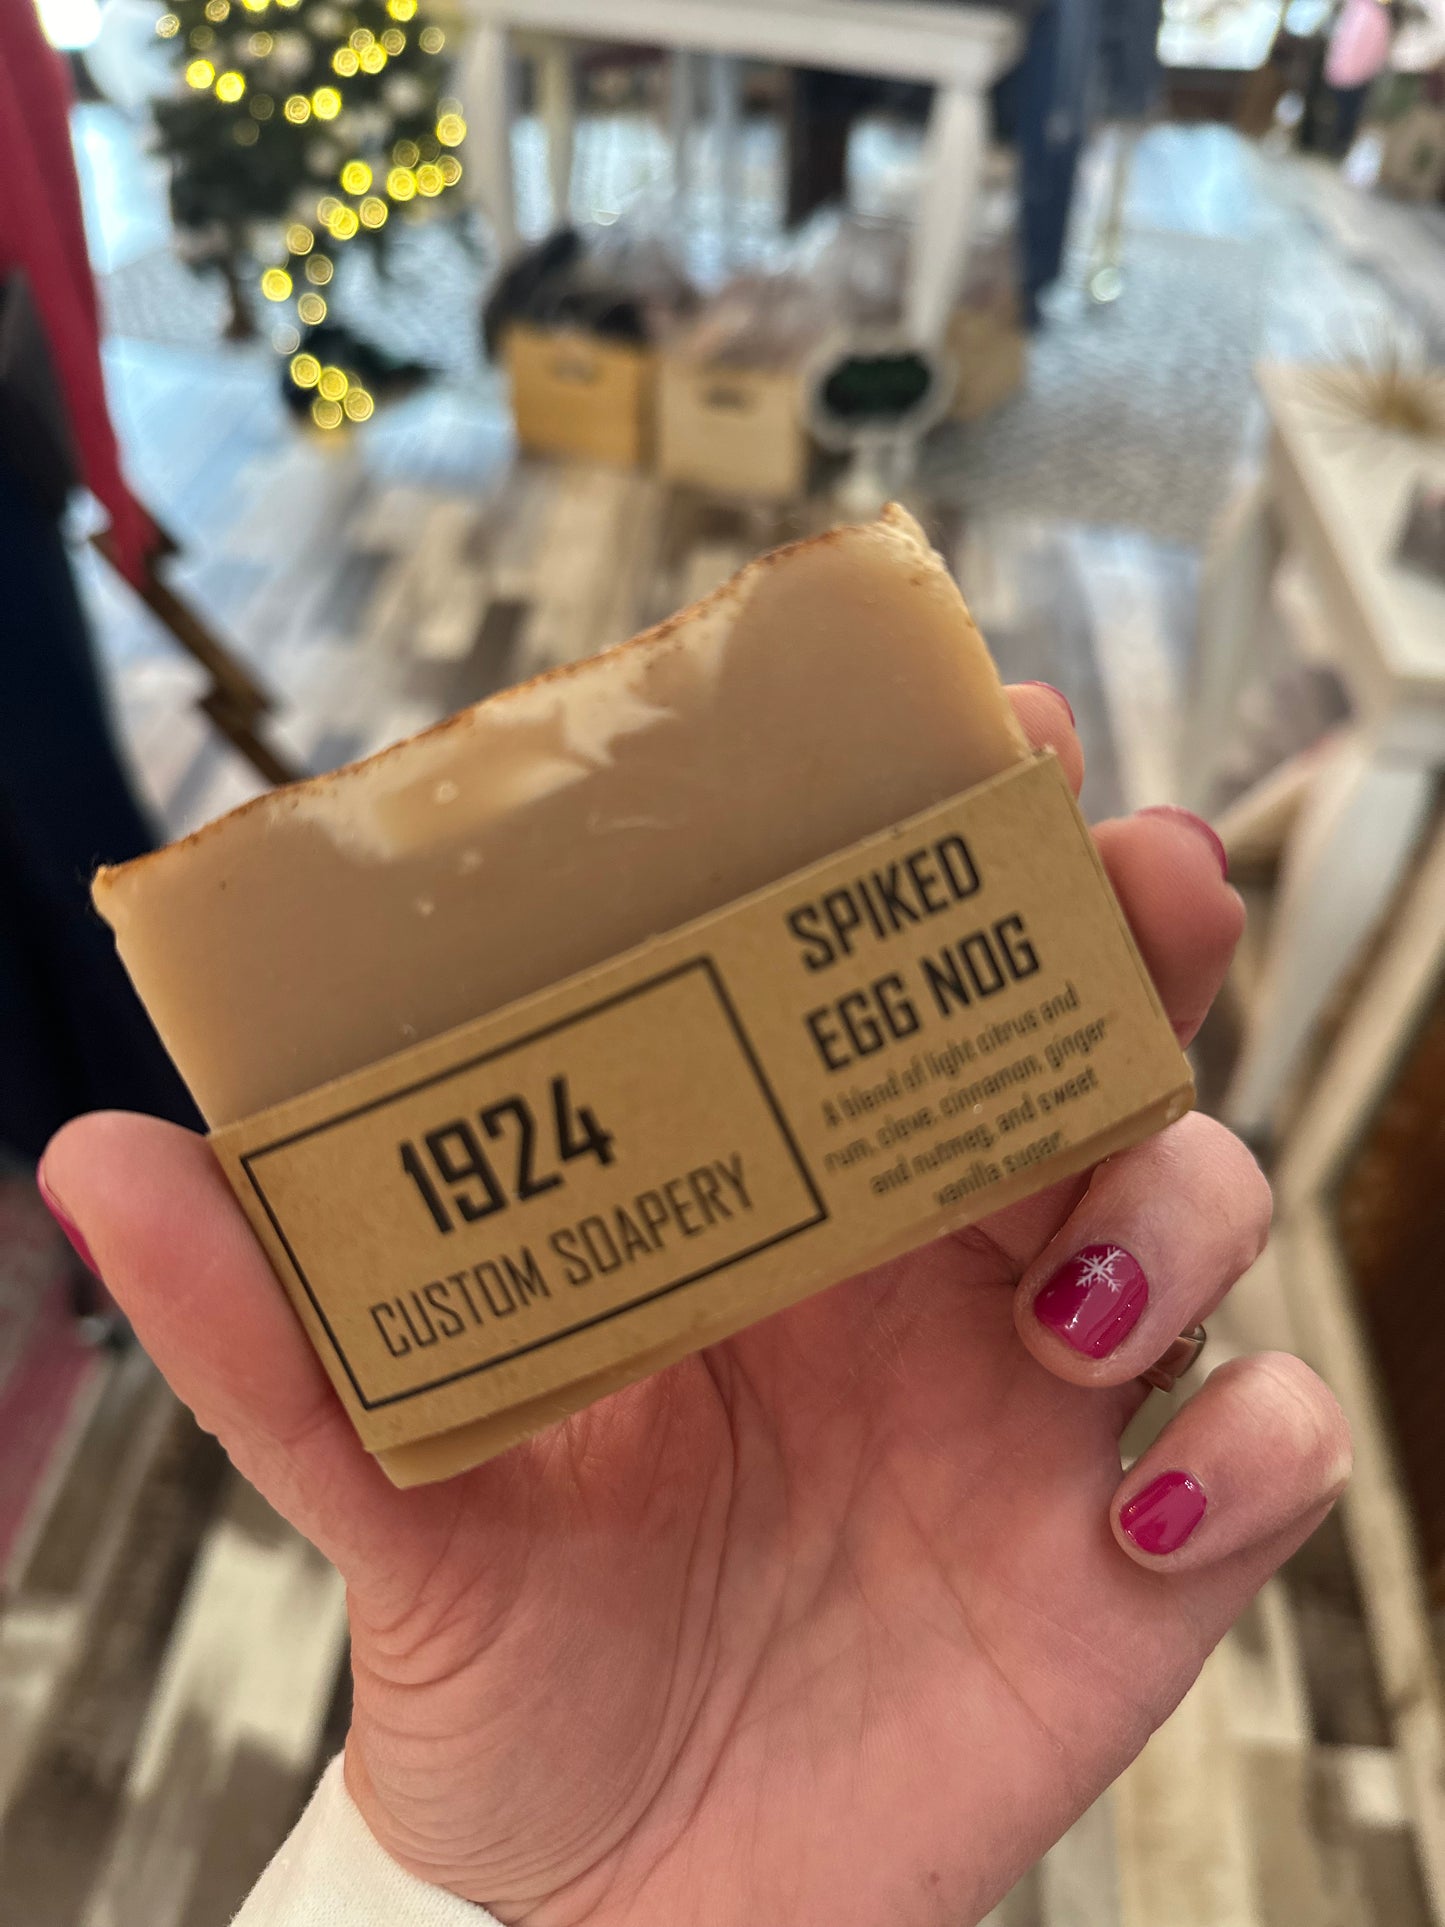 1924
CUSTOM SOAPERY
SPIKED
EGG NOG
A blend of light citrus and
rum, clove, cinnamon, ginger
and nutmeg, and sweet
vanilla sugar.